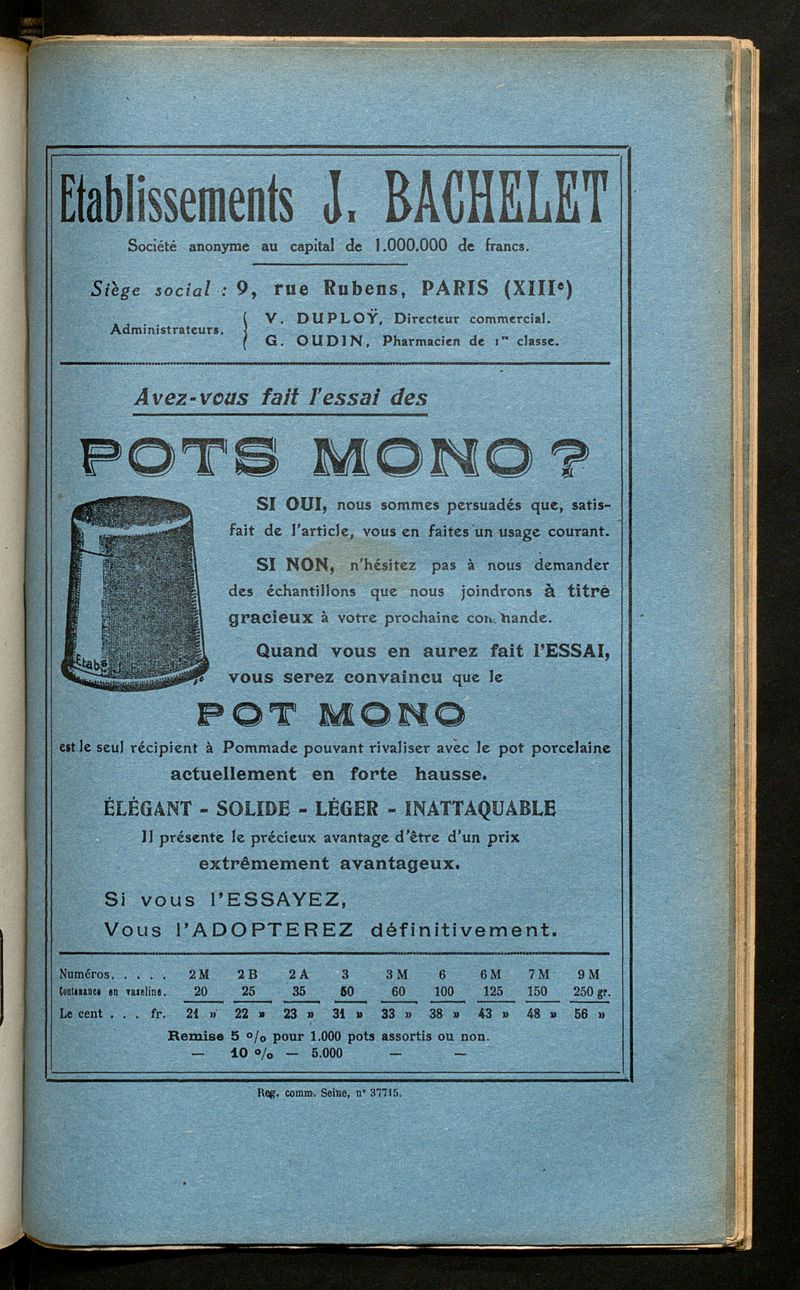 Etablissements J. BACHELET
Société anonyme au capital de 1.000.000 de francs.
Siège social : 9, rue Rubens, PARIS (XIIIe)
Administrateurs. { V. DUPLOŸ, Directeur commercial.
G. OUDIN, Pharmacien de 1re classe.
Avez-vous fait l'essai des
POTS MONO ?
SI OUI, nous sommes persuadés que, satis-
fait de l'article, vous en faites un usage courant.
SI NON, n'hésitez pas à nous demander
des échantillons que nous joindrons à titre
gracieux à votre prochaine commande.
Quand vous en aurez fait l'ESSAI,
vous serez convaincu que le
Etabts J
POT MONO
est le seul récipient à Pommade pouvant rivaliser avec le pot porcelaine
actuellement en forte hausse.
ÉLÉGANT - SOLIDE - LÉGER - INATTAQUABLE
Il présente le précieux avantage d'être d'un prix
extrêmement avantageux.
Si vous l'ESSAYEZ,
Vous l'ADOPTEREZ définitivement.
Numéros. . . . . 2 M 2 B 2 A 3 3 M 6 6 M 7 M 9 M
Contenance en vaseline. 20 25 35 50 60 100 125 150 250 gr.
Le cent . . . fr. 21 » 22 » 23 » 31 » 33 » 38 » 43 » 48 » 56 »
Remise 5 o/o pour 1.000 pots assortis ou non.
— 10 o/o — 5.000 — —
Reg. comm. Seine, n° 37715.